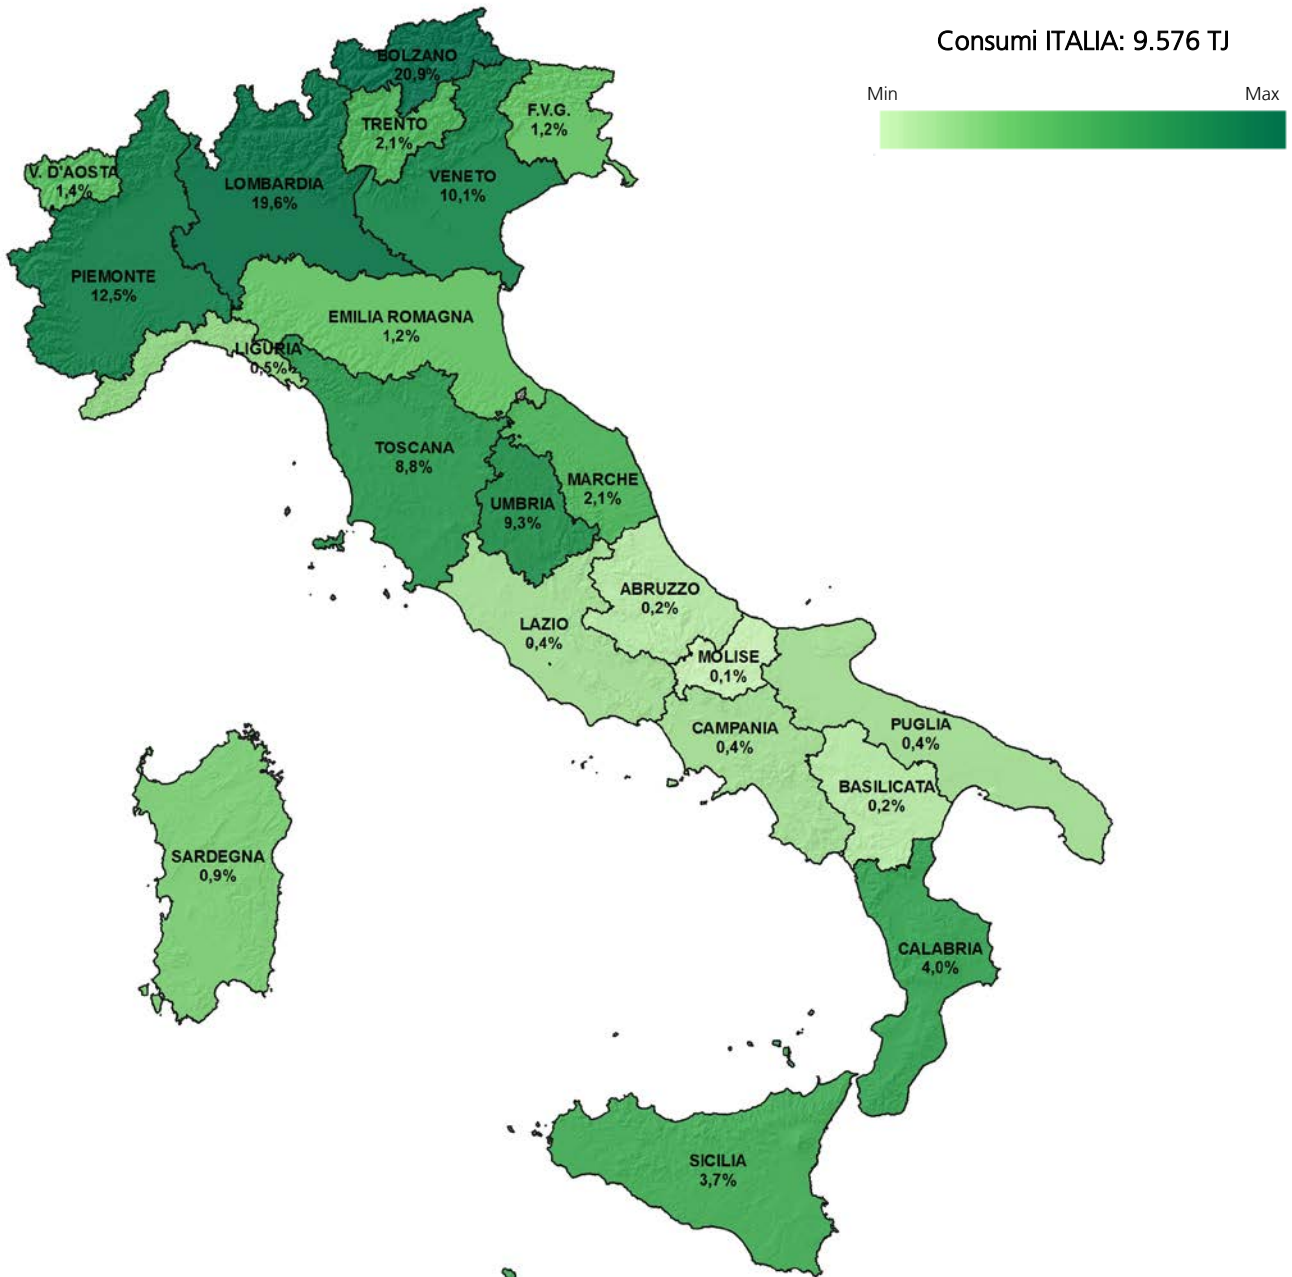 Consumi ITALIA: 9.576 TJ
Min Max
BOLZANO
20,9%
TRENTO
2,1%
F.V.G.
1,2%
V. D'AOSTA
1,4%
LOMBARDIA
19,6%
VENETO
10,1%
PIEMONTE
12,5%
EMILIA ROMAGNA
1,2%
LIGURIA
0,5%
TOSCANA
8,8%
MARCHE
2,1%
UMBRIA
9,3%
ABRUZZO
0,2%
LAZIO
0,4%
MOLISE
0,1%
CAMPANIA
0,4%
PUGLIA
0,4%
BASILICATA
0,2%
SARDEGNA
0,9%
CALABRIA
4,0%
SICILIA
3,7%